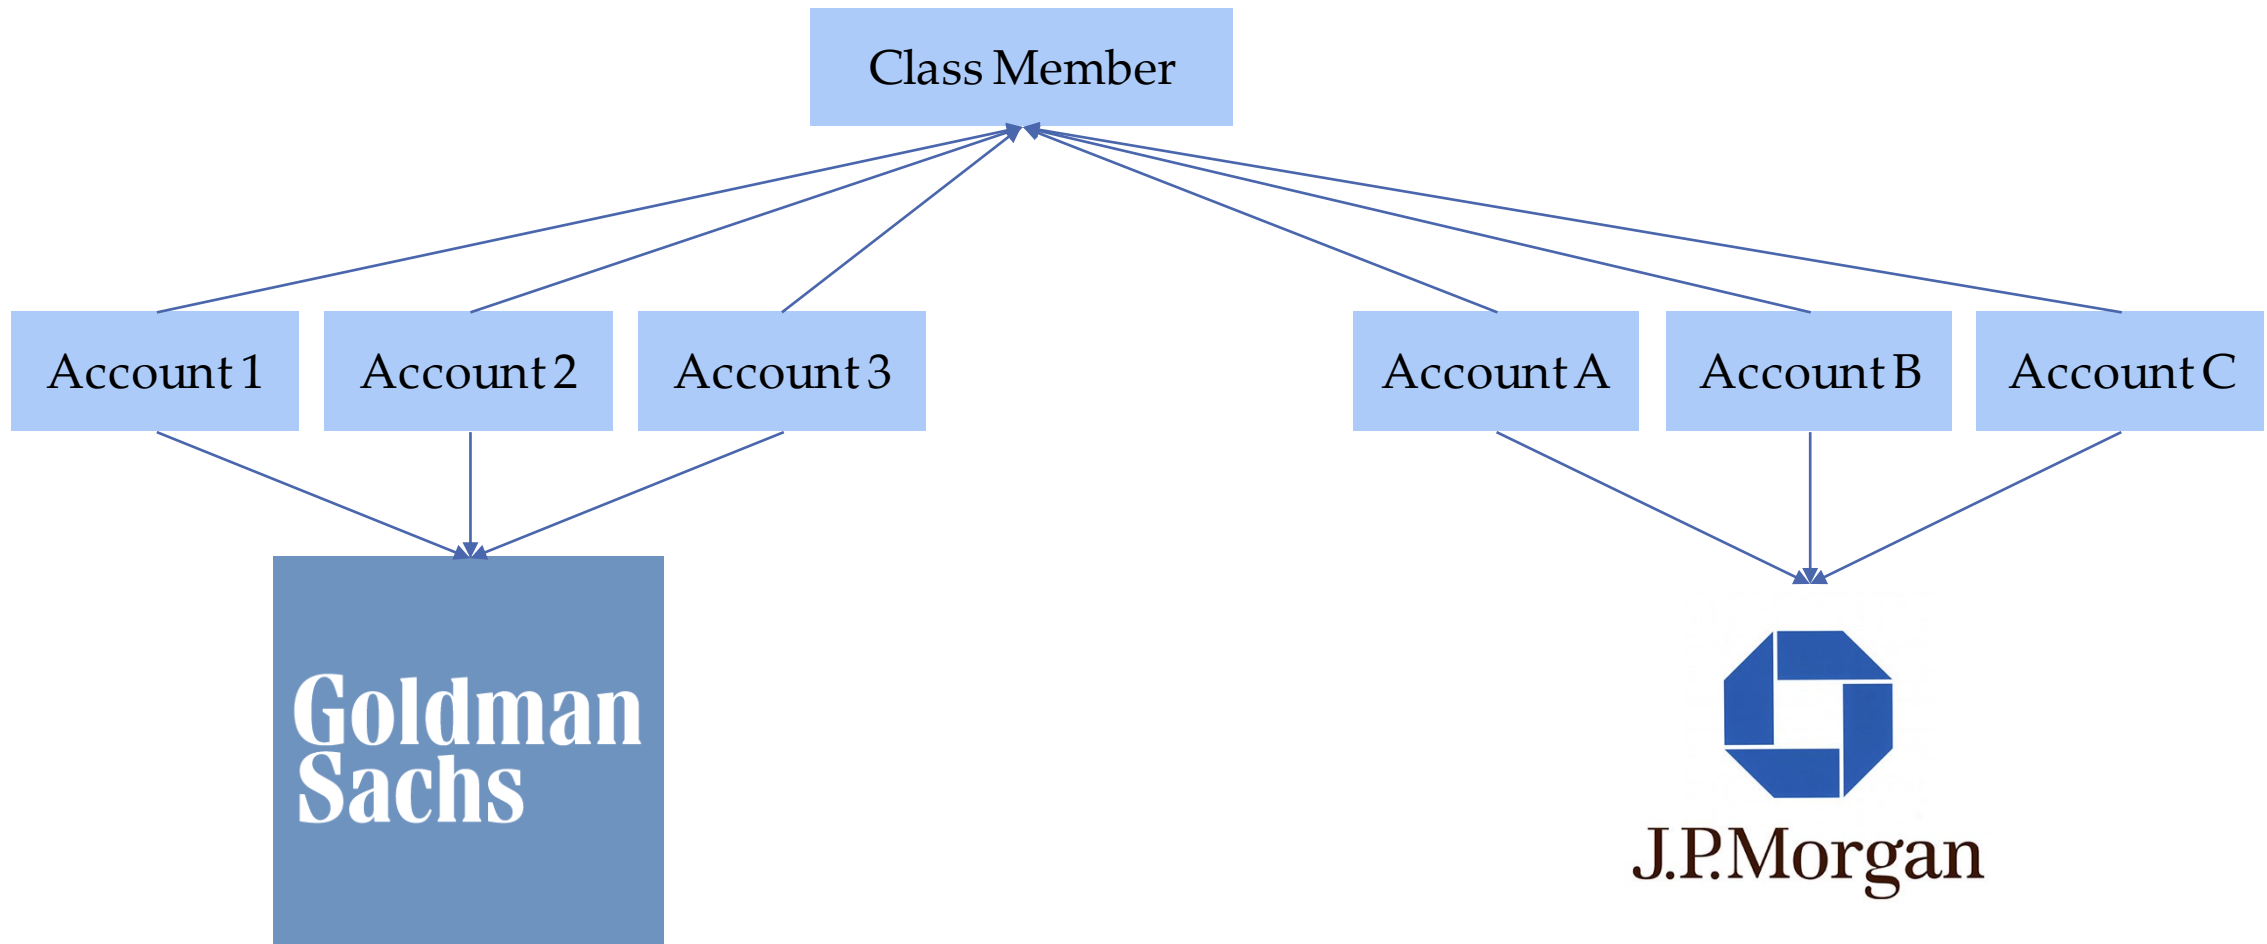 Class Member
Account 1
Account 2
Account 3
Account A
Account B
Account C
Goldman
Sachs
J.P.Morgan